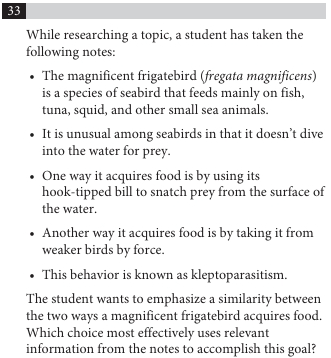 33
While researching a topic, a student has taken the
following notes:
• The magnificent frigatebird (fregata magnificens)
is a species of seabird that feeds mainly on fish,
tuna, squid, and other small sea animals.
• It is unusual among seabirds in that it doesn't dive
into the water for prey.
• One way it acquires food is by using its
hook-tipped bill to snatch prey from the surface of
the water.
• Another way it acquires food is by taking it from
weaker birds by force.
• This behavior is known as kleptoparasitism.
The student wants to emphasize a similarity between
the two ways a magnificent frigatebird acquires food.
Which choice most effectively uses relevant
information from the notes to accomplish this goal?